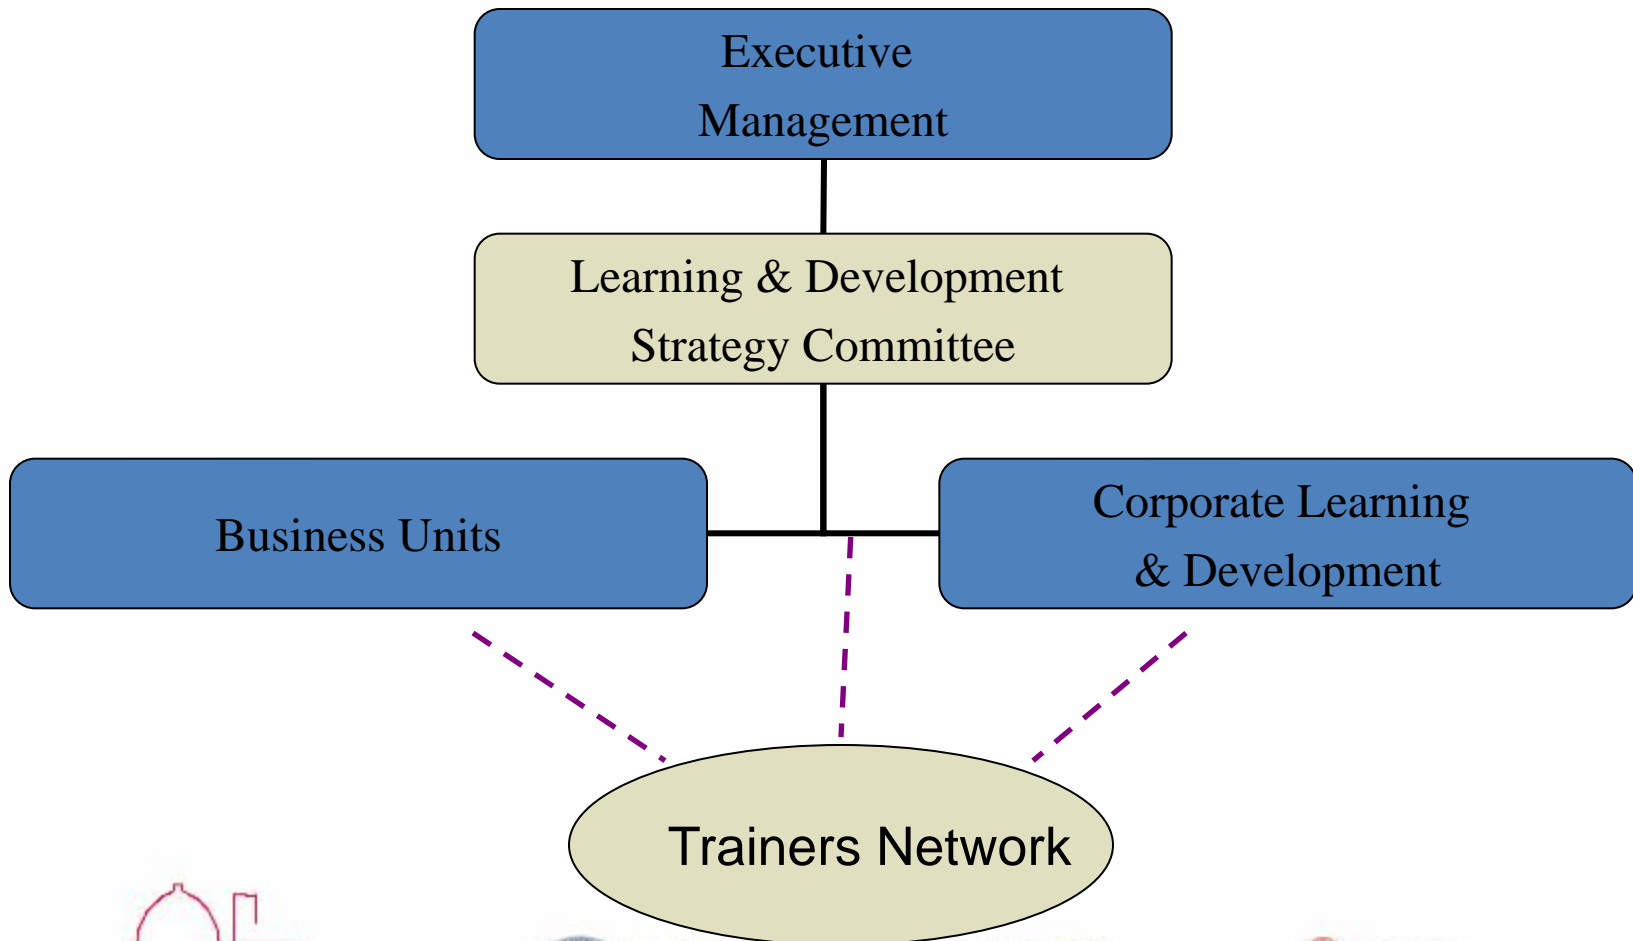 Executive
Management
Learning & Development
Strategy Committee
Business Units
Corporate Learning
& Development
Trainers Network